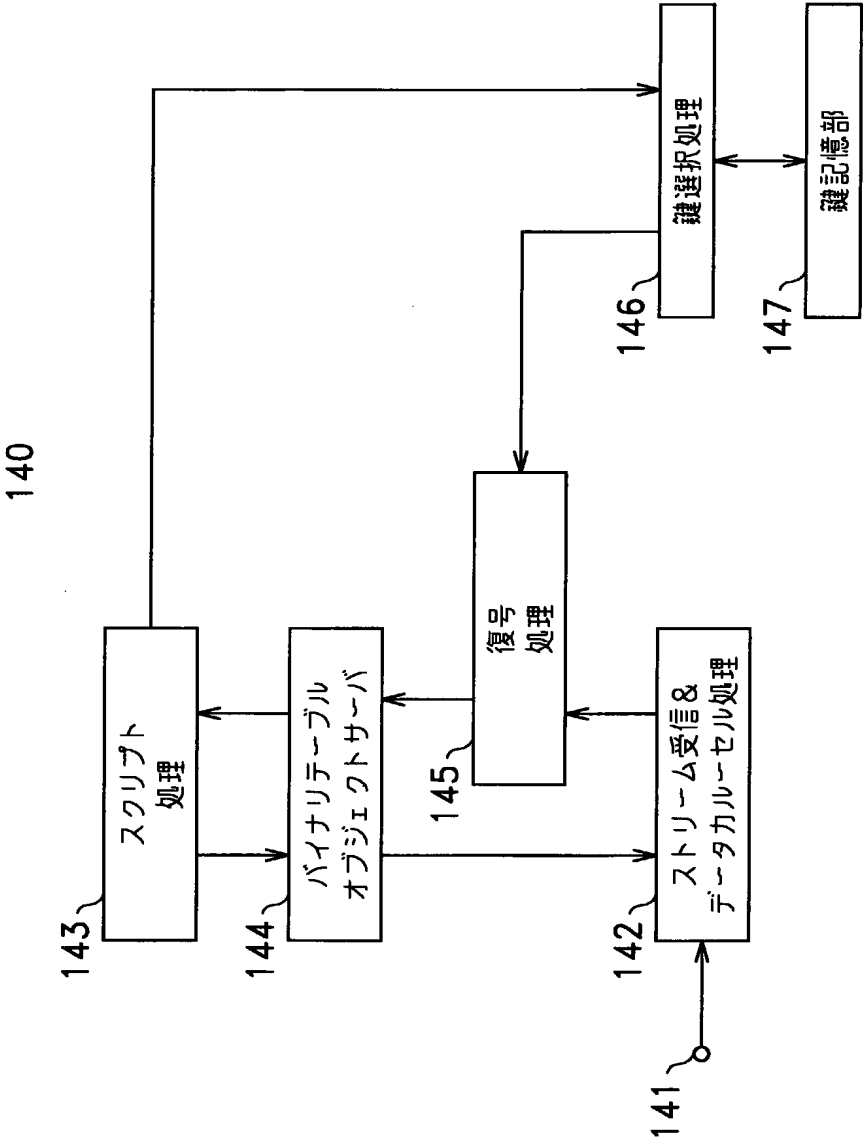 140
143
スクリプト
処理
144
バイナリテーブル
オブジェクトサーバ
145
復号
処理
142
ストリーム受信&
データカルーセル処理
141
146
鍵選択処理
147
鍵記憶部